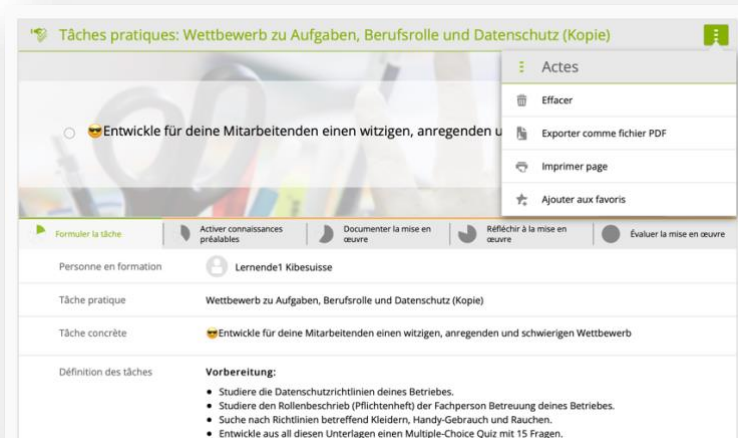 Tâches pratiques: Wettbewerb zu Aufgaben, Berufsrolle und Datenschutz (Kopie)
Actes
Effacer
Exporter comme fichier PDF
Imprimer page
Ajouter aux favoris
😎Entwickle für deine Mitarbeitenden einen witzigen, anregenden u
Formuler la tâche
Activer connaissances
préalables
Documenter la mise en
œuvre
Réfléchir à la mise en
œuvre
Évaluer la mise en œuvre
Personne en formation Lernende1 Kibesuisse
Tâche pratique Wettbewerb zu Aufgaben, Berufsrolle und Datenschutz (Kopie)
Tâche concrète 😎Entwickle für deine Mitarbeitenden einen witzigen, anregenden und schwierigen Wettbewerb
Définition des tâches Vorbereitung:
• Studiere die Datenschutzrichtlinien deines Betriebes.
• Studiere den Rollenbeschrieb (Pflichtenheft) der Fachperson Betreuung deines Betriebes.
• Suche nach Richtlinien betreffend Kleidern, Handy-Gebrauch und Rauchen.
• Entwickle aus all diesen Unterlagen einen Multiple-Choice Quiz mit 15 Fragen.